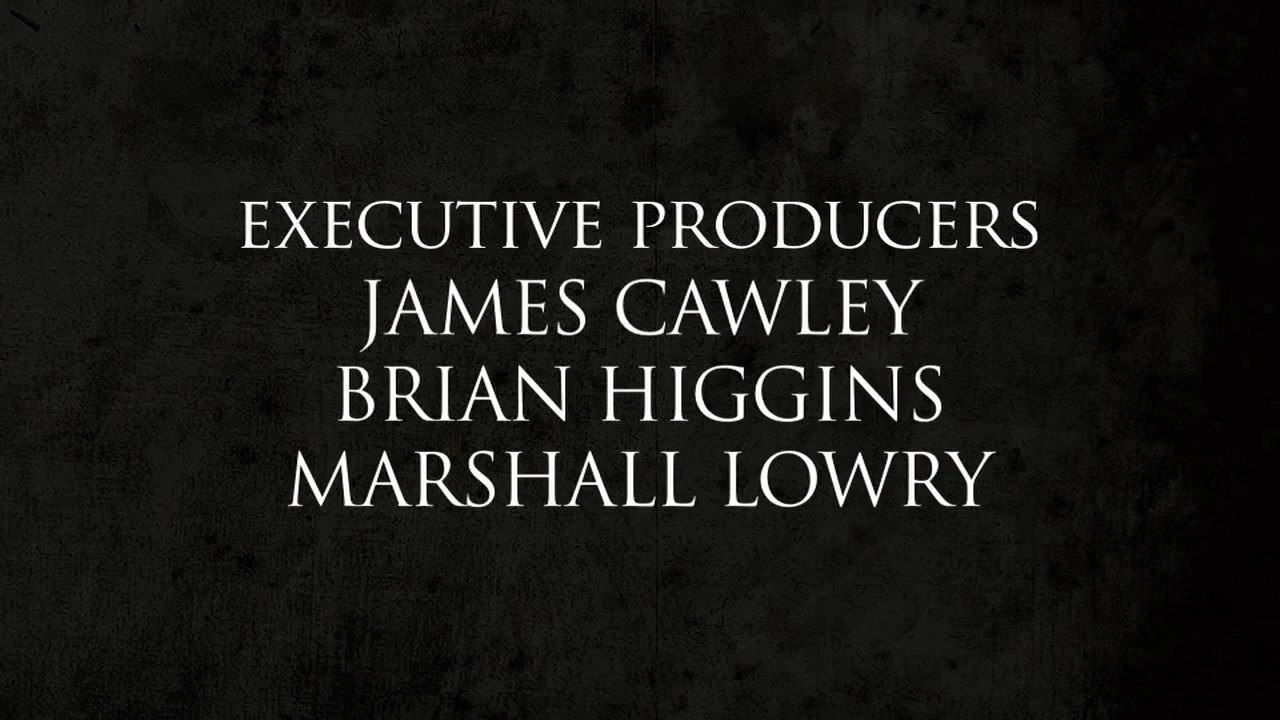 EXECUTIVE PRODUCERS
JAMES CAWLEY
BRIAN HIGGINS
MARSHALL LOWRY